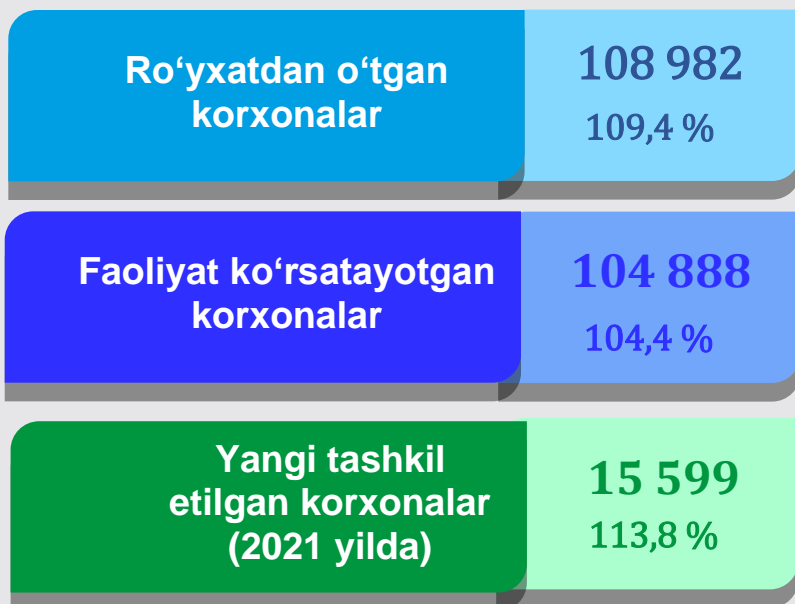 Ro‘yxatdan o‘tgan
korxonalar
108 982
109,4 %
Faoliyat ko‘rsatayotgan
korxonalar
104 888
104,4 %
Yangi tashkil
etilgan korxonalar
(2021 yilda)
15 599
113,8 %